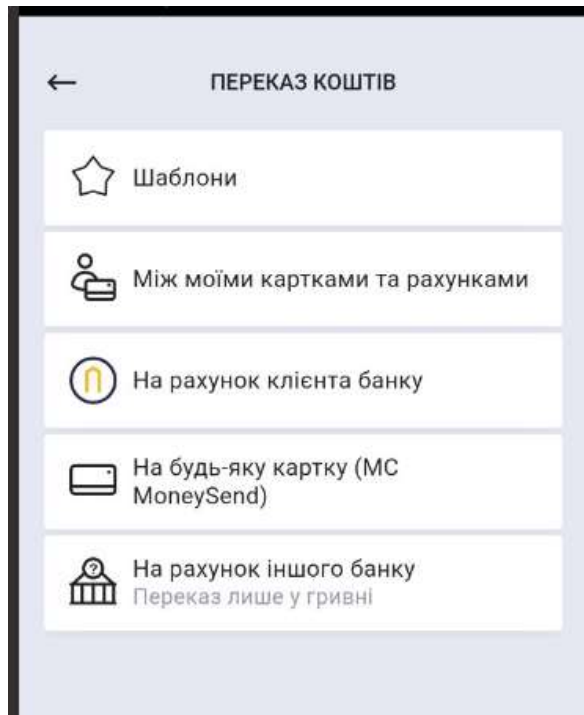 ПЕРЕКАЗ КОШТІВ
Шаблони
Між моїми картками та рахунками
На рахунок клієнта банку
На будь-яку картку (MC
MoneySend)
На рахунок іншого банку
Переказ лише у гривні